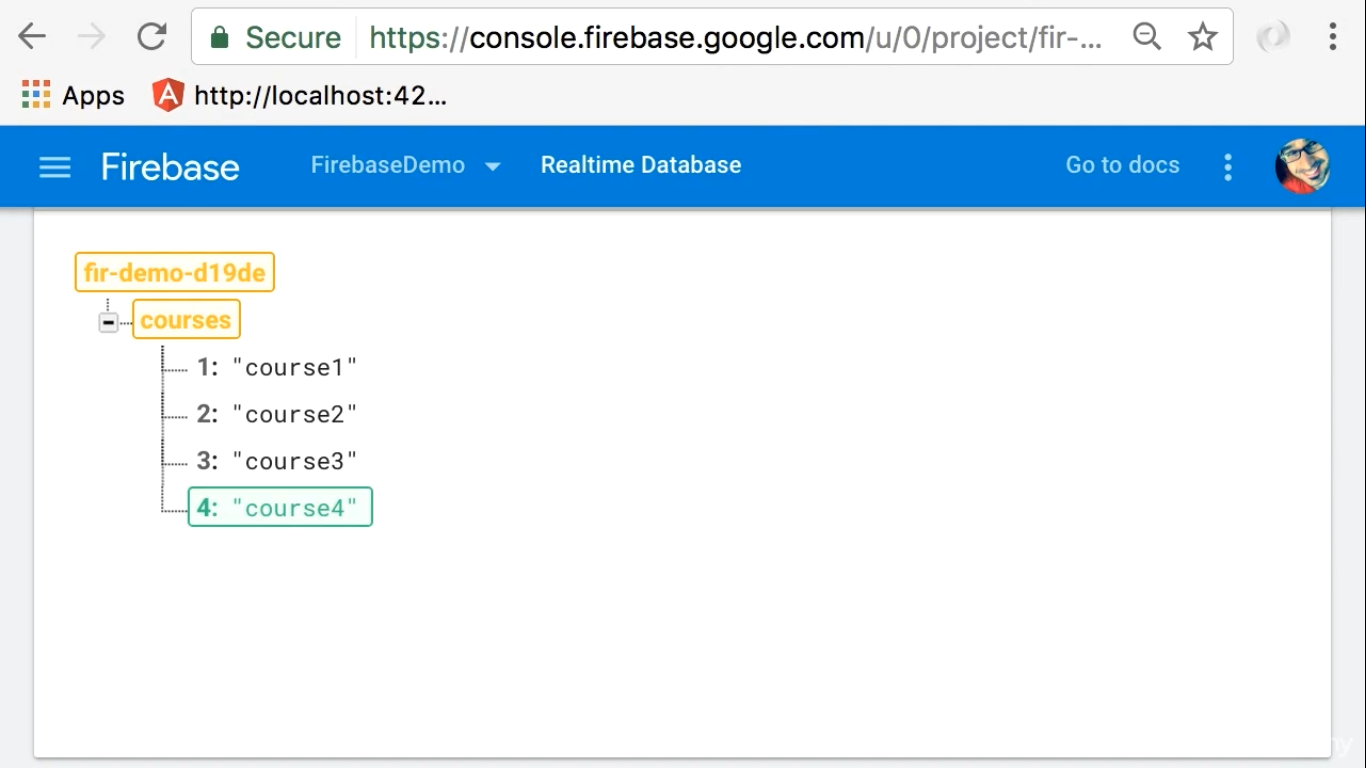 Secure https://console.firebase.google.com/u/0/project/fir-...
Apps http://localhost:42...
Firebase FirebaseDemo Realtime Database Go to docs
fir-demo-d19de
courses
1: "course1"
2: "course2"
3: "course3"
4: "course4"